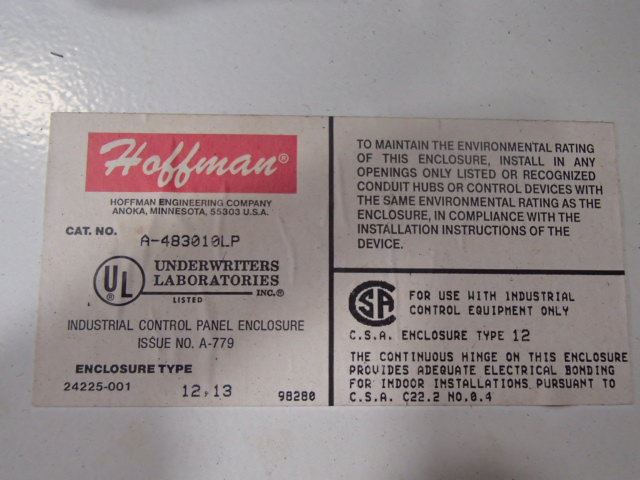 Hoffman®
HOFFMAN ENGINEERING COMPANY
ANOKA, MINNESOTA, 55303 U.S.A.
CAT. NO. A-483010LP
UL UNDERWRITERS
LABORATORIES
INC.®
LISTED
INDUSTRIAL CONTROL PANEL ENCLOSURE
ISSUE NO. A-779
ENCLOSURE TYPE
24225-001 12,13 98280
TO MAINTAIN THE ENVIRONMENTAL RATING
OF THIS ENCLOSURE, INSTALL IN ANY
OPENINGS ONLY LISTED OR RECOGNIZED
CONDUIT HUBS OR CONTROL DEVICES WITH
THE SAME ENVIRONMENTAL RATING AS THE
ENCLOSURE, IN COMPLIANCE WITH THE
INSTALLATION INSTRUCTIONS OF THE
DEVICE.
CSA FOR USE WITH INDUSTRIAL
CONTROL EQUIPMENT ONLY
C.S.A. ENCLOSURE TYPE 12
THE CONTINUOUS HINGE ON THIS ENCLOSURE
PROVIDES ADEQUATE ELECTRICAL BONDING
FOR INDOOR INSTALLATIONS PURSUANT TO
C.S.A. C22.2 NO.0.4